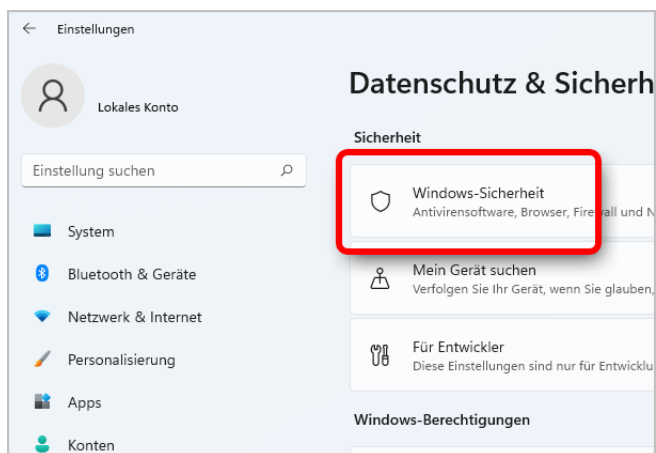 Einstellungen
Lokales Konto
Einstellung suchen
System
Bluetooth & Geräte
Netzwerk & Internet
Personalisierung
Apps
Konten
Datenschutz & Sicherh
Sicherheit
Windows-Sicherheit
Antivirensoftware, Browser, Firewall und N
Mein Gerät suchen
Verfolgen Sie Ihr Gerät, wenn Sie glauben,
Für Entwickler
Diese Einstellungen sind nur für Entwicklu
Windows-Berechtigungen